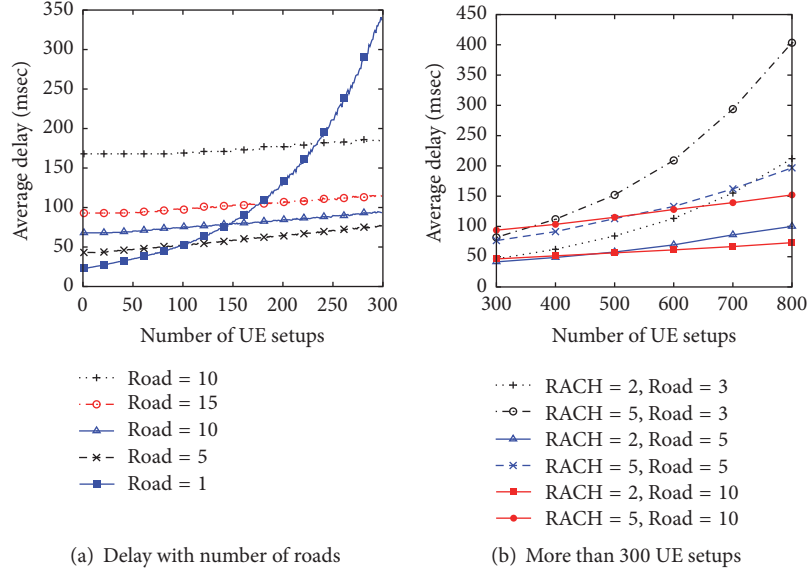 350
300
250
200
150
100
50
0
Average delay (msec)
0
50
100
150
200
250
300
Number of UE setups
Road = 10
Road = 15
Road = 10
Road = 5
Road = 1
(a) Delay with number of roads
450
400
350
300
250
200
150
100
50
0
Average delay (msec)
300
400
500
600
700
800
Number of UE setups
RACH = 2, Road = 3
RACH = 5, Road = 3
RACH = 2, Road = 5
RACH = 5, Road = 5
RACH = 2, Road = 10
RACH = 5, Road = 10
(b) More than 300 UE setups